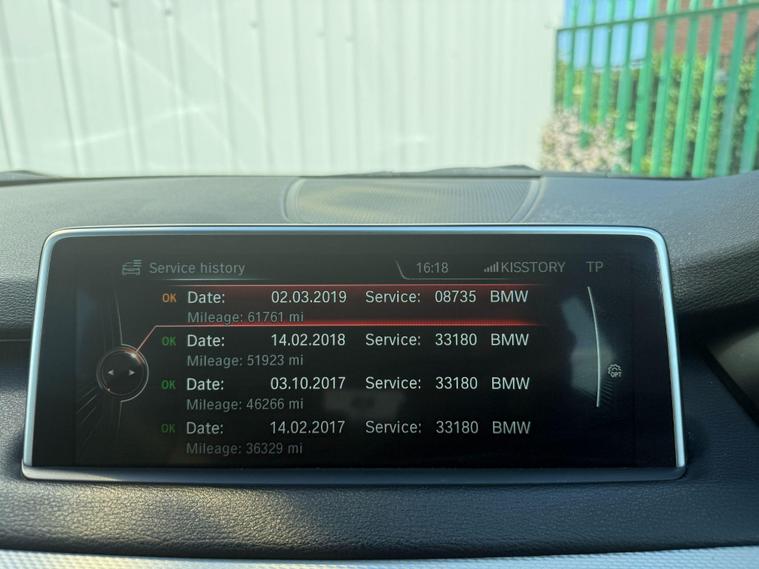 Service history 16:18 KISSTORY TP
OK Date: 02.03.2019 Service: 08735 BMW
Mileage: 61761 mi
OK Date: 14.02.2018 Service: 33180 BMW
Mileage: 51923 mi
OK Date: 03.10.2017 Service: 33180 BMW
Mileage: 46266 mi
OPT
OK Date: 14.02.2017 Service: 33180 BMW
Mileage: 36329 mi